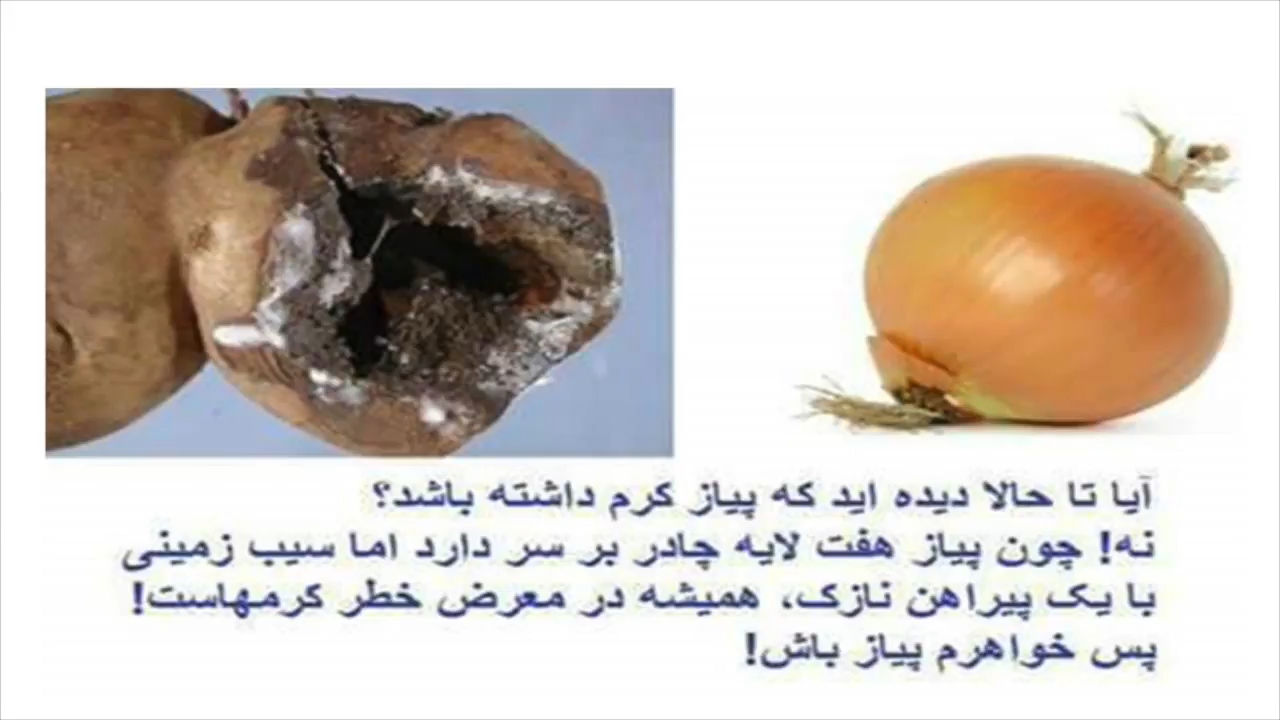 آیا تا حالا دیده اید که پیاز کرم داشته باشد؟
نه! چون پیاز هفت لایه چادر بر سر دارد اما سیب زمینی
با یک پیراهن نازک، همیشه در معرض خطر کرمهاست!
پس خواهرم پیاز باش!